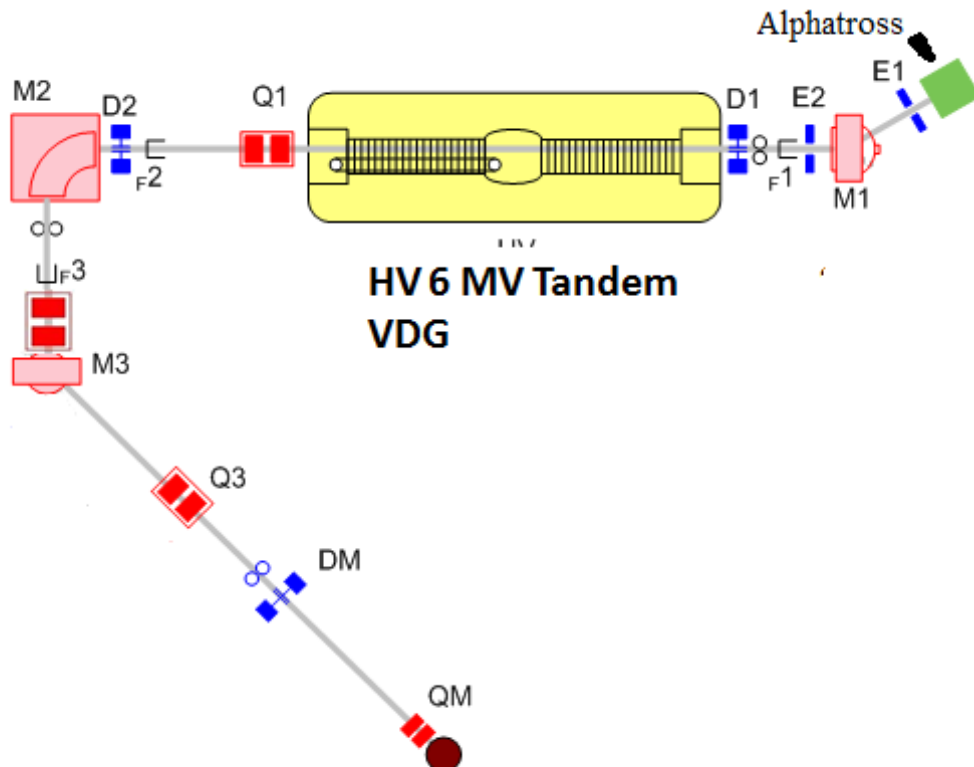 Alphatross
M2
D2
Q1
D1
E2
E1
F2
F1
M1
F3
HV 6 MV Tandem
VDG
M3
Q3
DM
QM